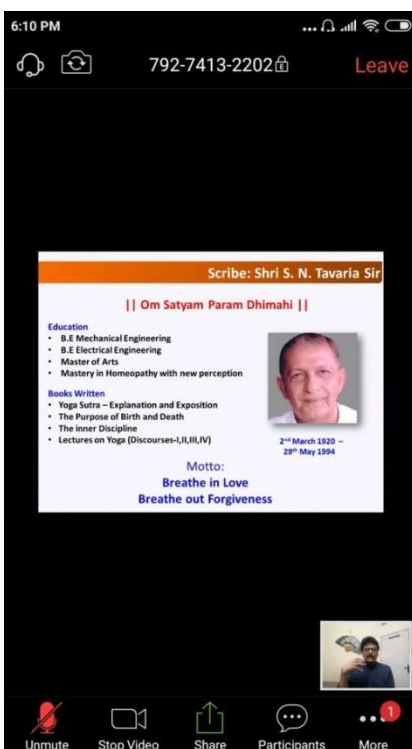 6:10 PM
792-7413-2202
Leave
Scribe: Shri S. N. Tavaria Sir
|| Om Satyam Param Dhimahi ||
Education
• B.E Mechanical Engineering
• B.E Electrical Engineering
• Master of Arts
• Mastery in Homeopathy with new perception
Books Written
• Yoga Sutra – Explanation and Exposition
• The Purpose of Birth and Death
• The inner Discipline
• Lectures on Yoga (Discourses-I,II,III,IV)
2nd March 1920 –
29th May 1994
Motto:
Breathe in Love
Breathe out Forgiveness
1
Unmute Stop Video Share Participants More